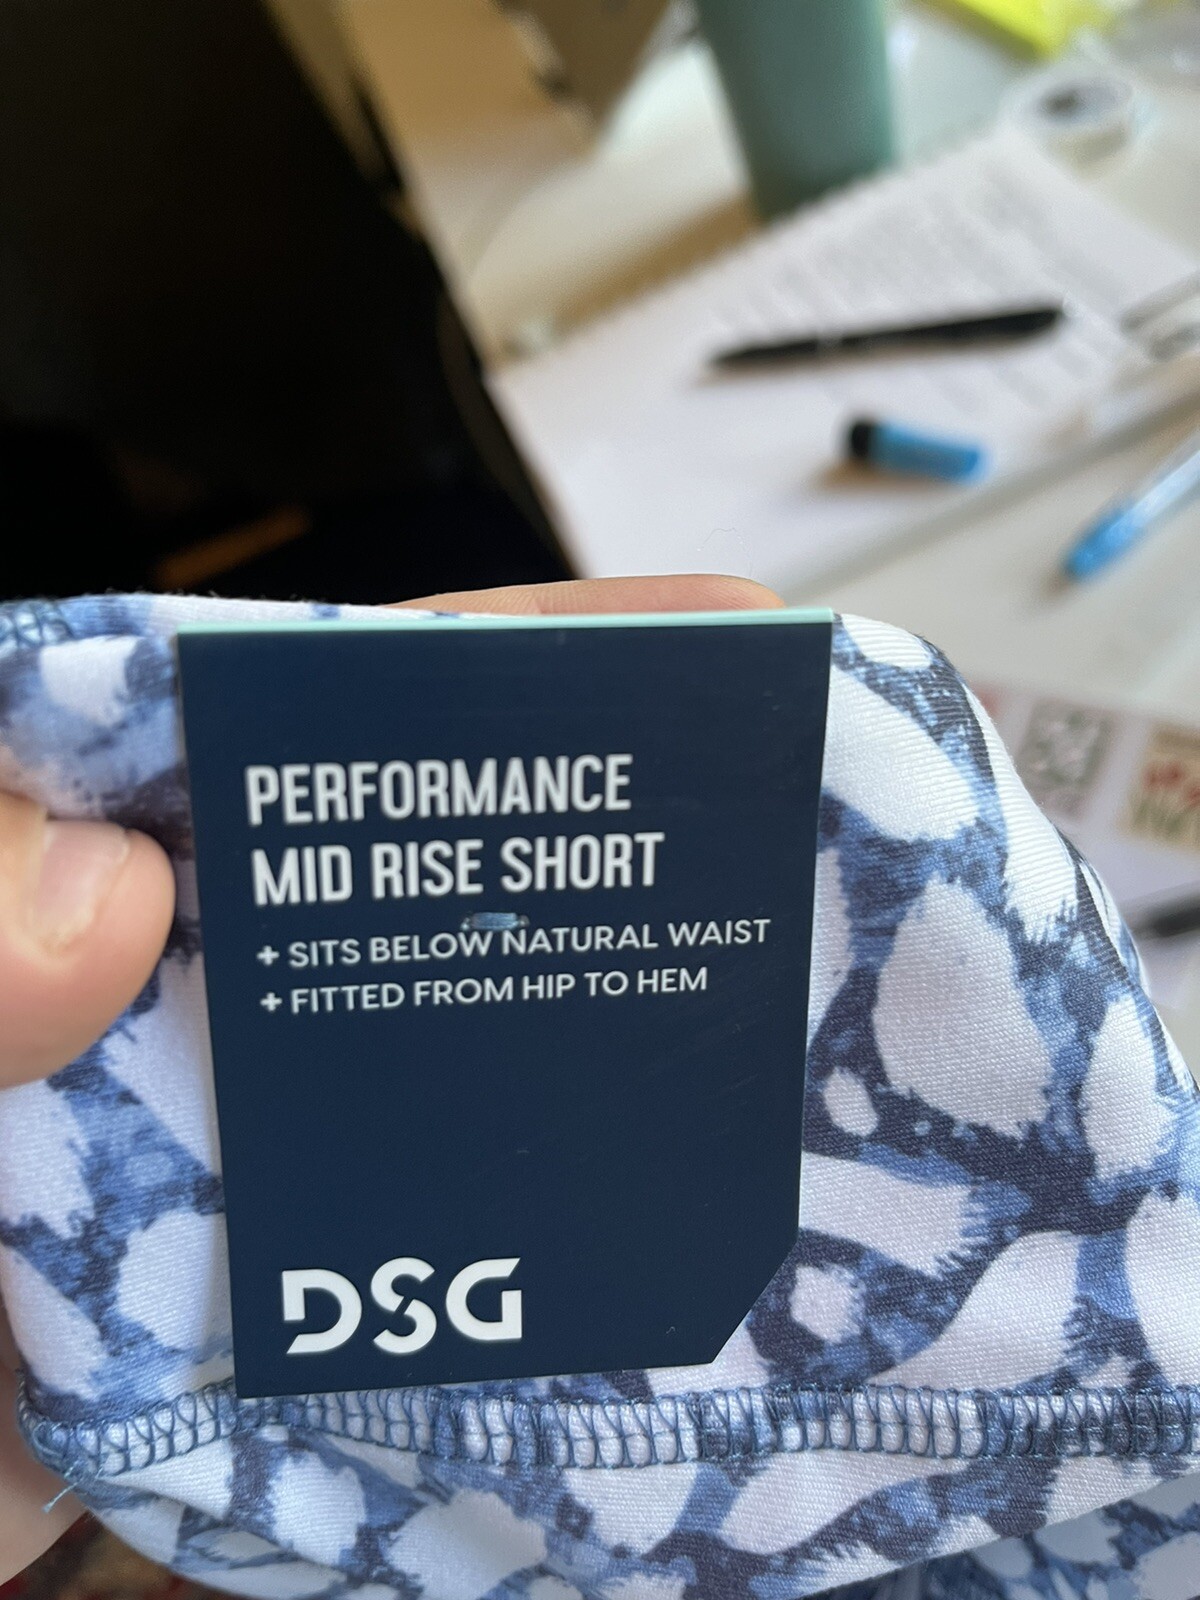 PERFORMANCE
MID RISE SHORT
+ SITS BELOW NATURAL WAIST
+ FITTED FROM HIP TO HEM
DSG